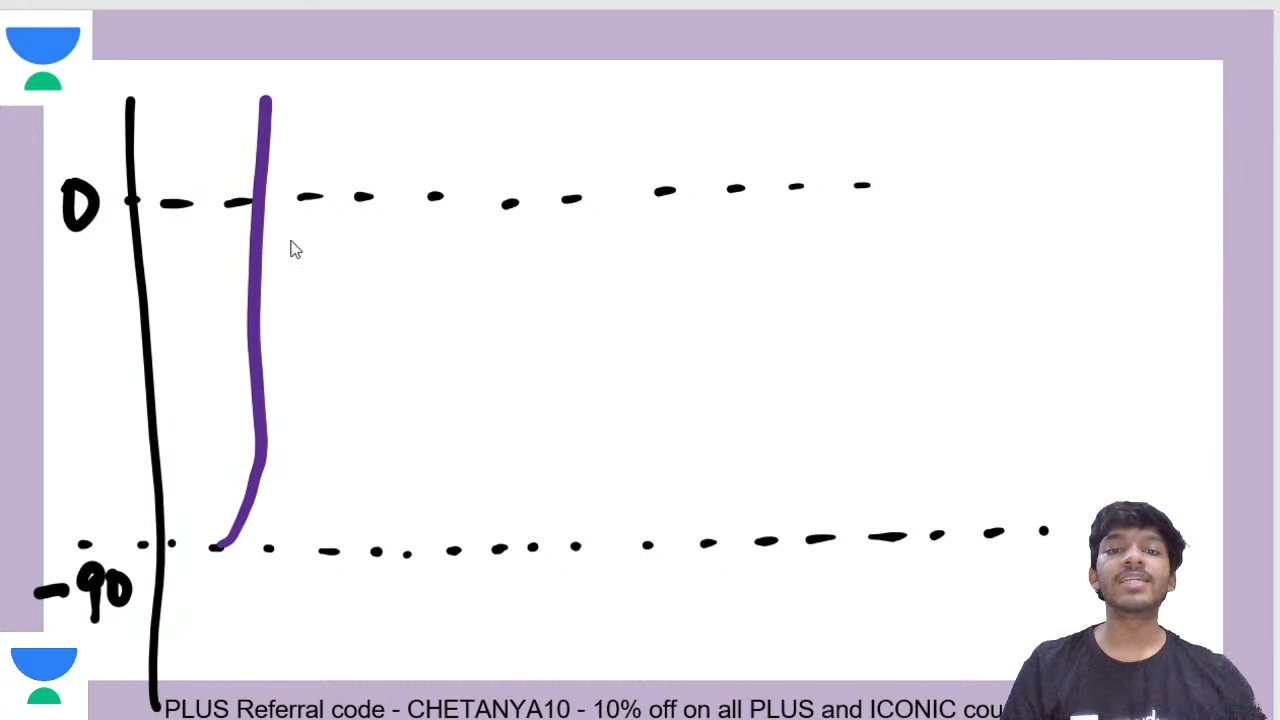 0
-90
PLUS Referral code - CHETANYA10 - 10% off on all PLUS and ICONIC cou